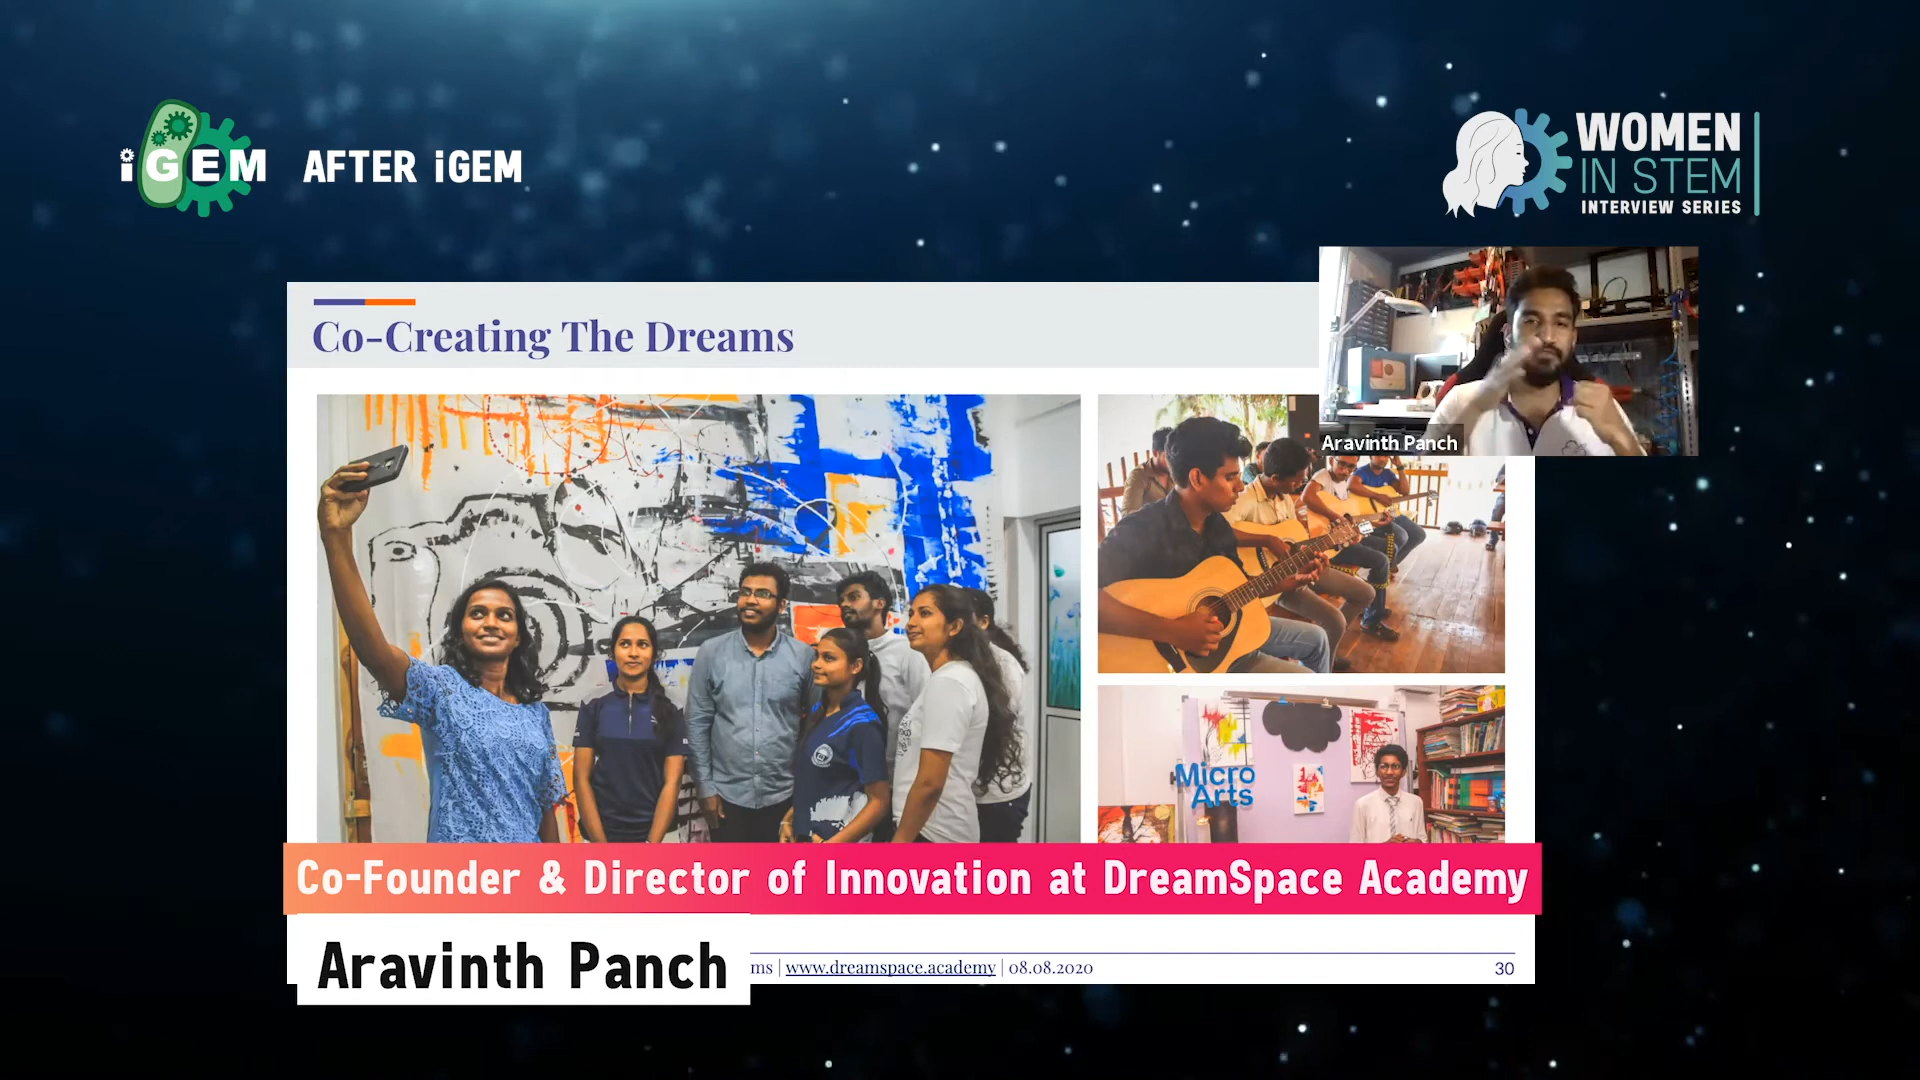 iGEM AFTER iGEM
WOMEN
IN STEM
INTERVIEW SERIES
Co-Creating The Dreams
Aravinth Panch
Micro
Arts
Co-Founder & Director of Innovation at DreamSpace Academy
Aravinth Panch
ms | www.dreamspace.academy | 08.08.2020
30